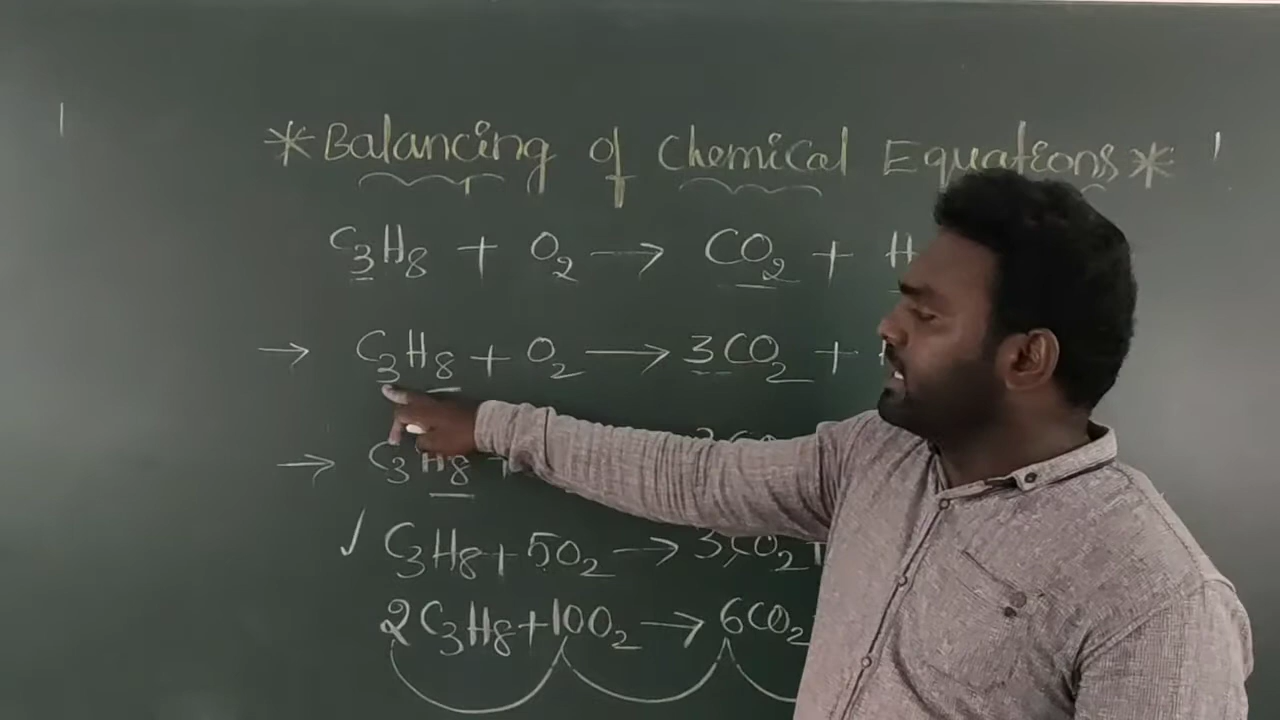 *Balancing of Chemical Equations*
C₃H₈ + O₂ → CO₂ + H
→ C₃H₈ + O₂ → 3CO₂ +
→ C₃H₈ +
✓ C₃H₈ + 5O₂ → 3CO₂ +
2C₃H₈ + 10O₂ → 6CO₂